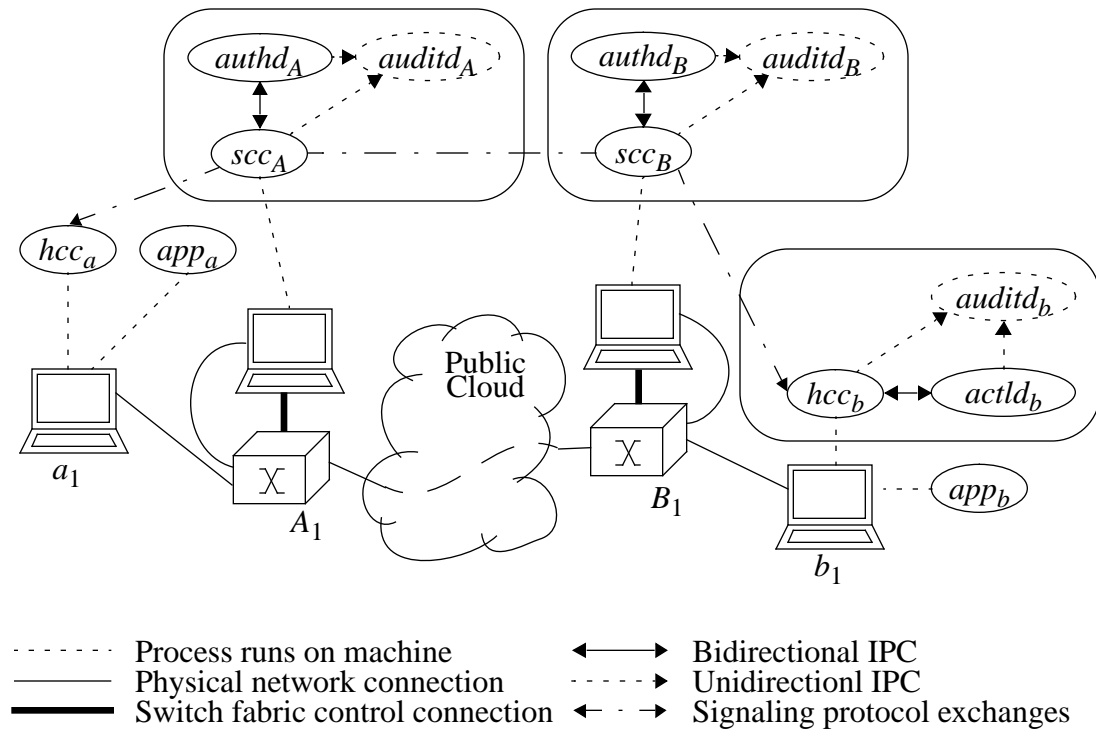 authd_A auditd_A authd_B auditd_B
scc_A scc_B
hcc_a app_a
auditd_b
Public
Cloud
hcc_b actld_b
a_1 A_1 B_1 app_b
b_1
Process runs on machine
Physical network connection
Switch fabric control connection
Bidirectional IPC
Unidirectionl IPC
Signaling protocol exchanges